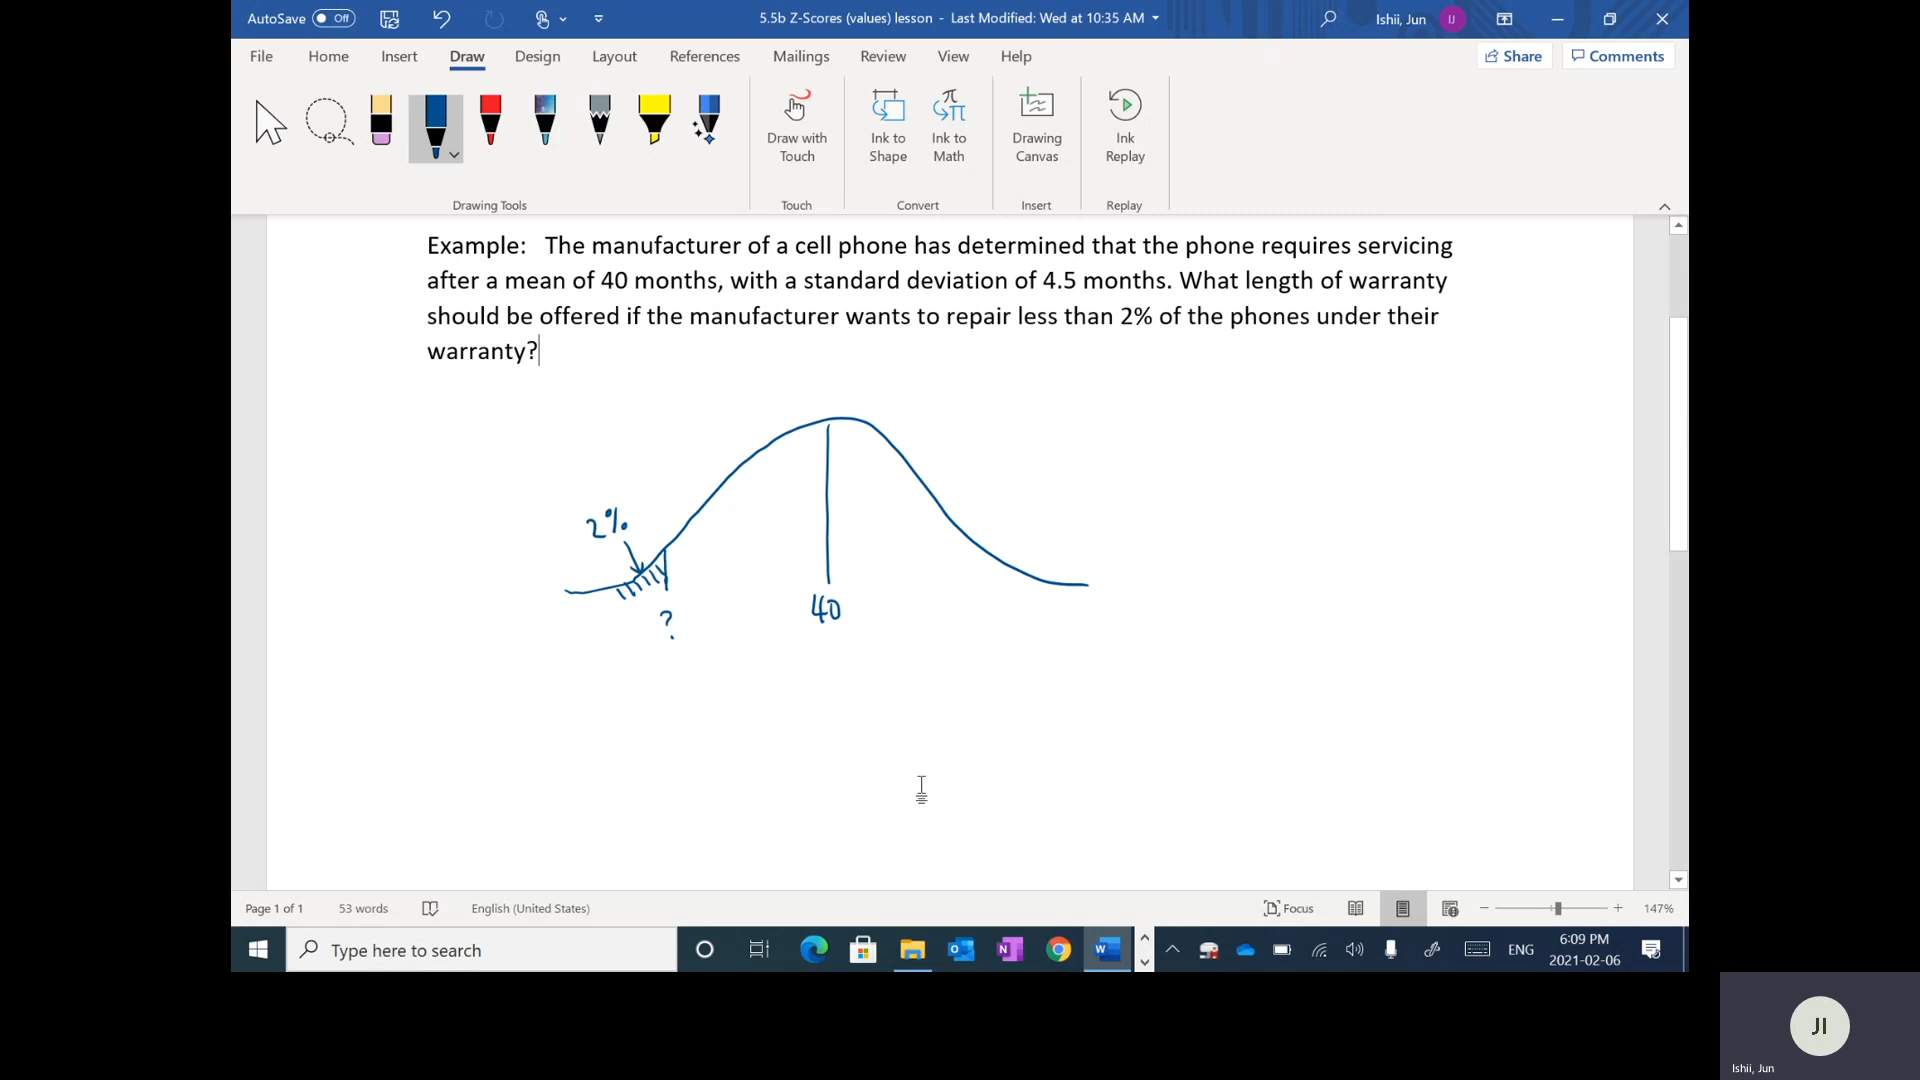 AutoSave Off 5.5b Z-Scores (values) lesson - Last Modified: Wed at 10:35 AM Ishii, Jun IJ
File Home Insert Draw Design Layout References Mailings Review View Help Share Comments
Draw with Touch
Ink to Shape
Ink to Math
Drawing Canvas
Ink Replay
Drawing Tools Touch Convert Insert Replay
Example: The manufacturer of a cell phone has determined that the phone requires servicing
after a mean of 40 months, with a standard deviation of 4.5 months. What length of warranty
should be offered if the manufacturer wants to repair less than 2% of the phones under their
warranty?
2%
?
40
Page 1 of 1 53 words English (United States) Focus 147%
Type here to search ENG 6:09 PM
2021-02-06
JI
Ishii, Jun